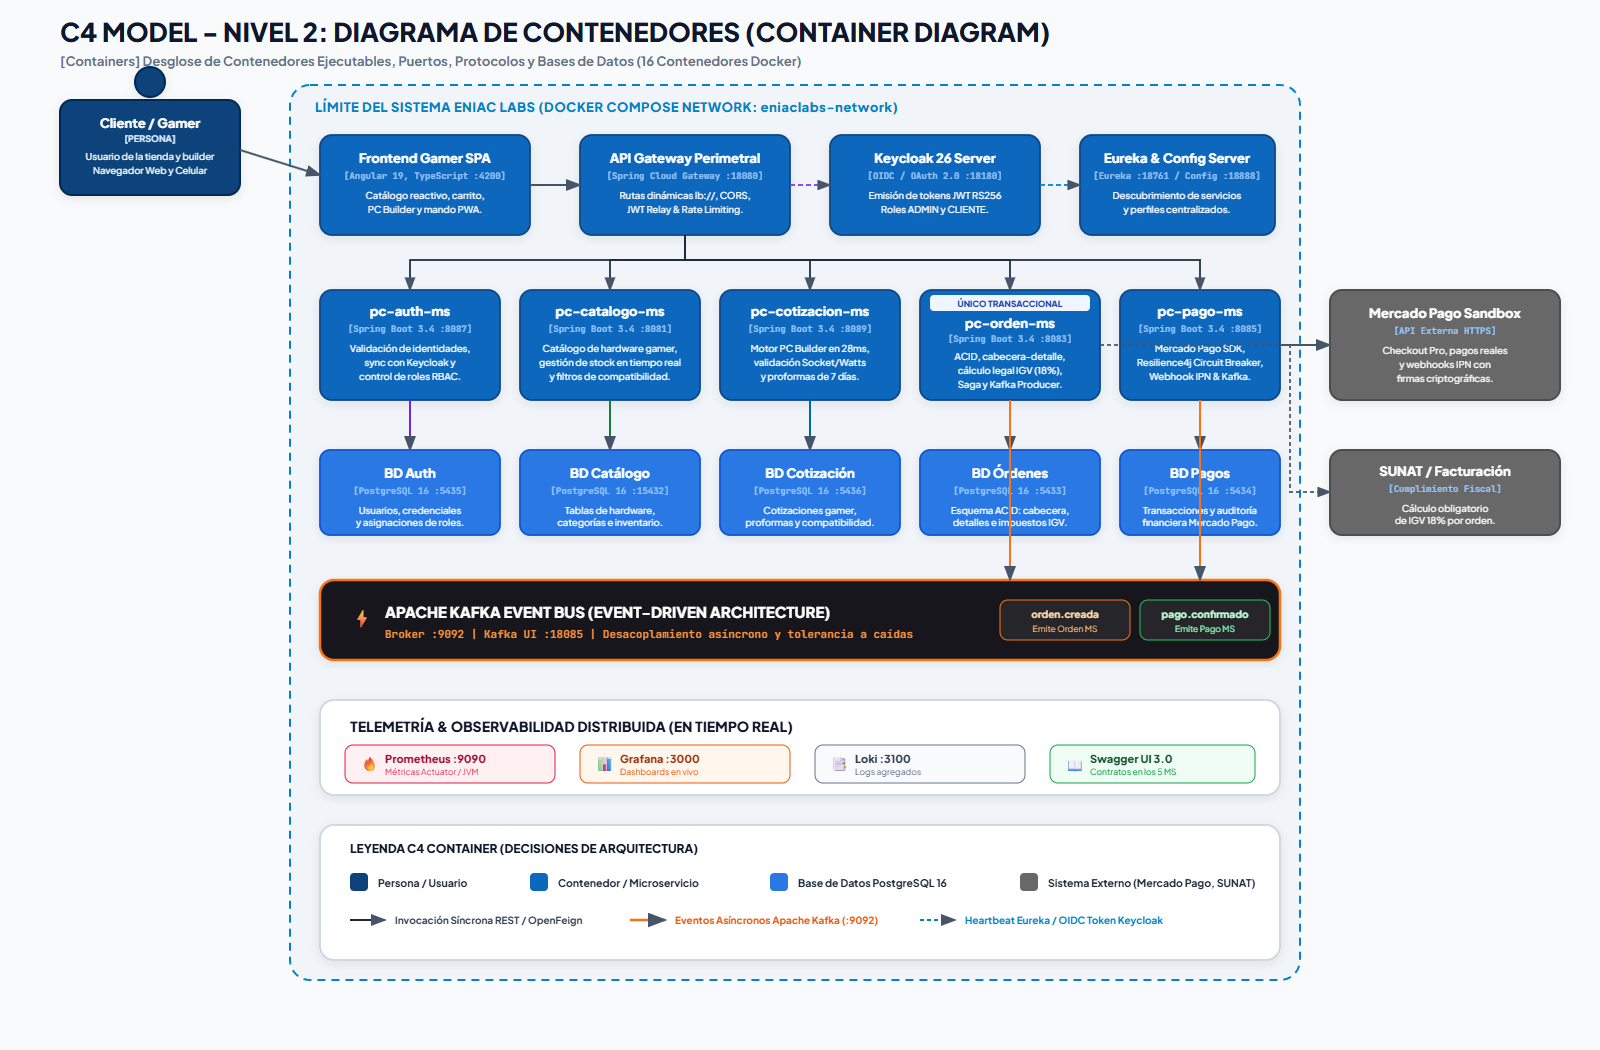 C4 MODEL – NIVEL 2: DIAGRAMA DE CONTENEDORES (CONTAINER DIAGRAM)
[Containers] Desglose de Contenedores Ejecutables, Puertos, Protocolos y Bases de Datos (16 Contenedores Docker)
Cliente / Gamer
[PERSONA]
Usuario de la tienda y builder
Navegador Web y Celular
LÍMITE DEL SISTEMA ENIAC LABS (DOCKER COMPOSE NETWORK: eniaclabs-network)
Frontend Gamer SPA
[Angular 19, TypeScript :4200]
Catálogo reactivo, carrito,
PC Builder y mando PWA.
API Gateway Perimetral
[Spring Cloud Gateway :18080]
Rutas dinámicas lb://, CORS,
JWT Relay & Rate Limiting.
Keycloak 26 Server
[OIDC / OAuth 2.0 :18180]
Emisión de tokens JWT RS256
Roles ADMIN y CLIENTE.
Eureka & Config Server
[Eureka :18761 / Config :18888]
Descubrimiento de servicios
y perfiles centralizados.
pc-auth-ms
[Spring Boot 3.4 :8087]
Validación de identidades,
sync con Keycloak y
control de roles RBAC.
pc-catalogo-ms
[Spring Boot 3.4 :8081]
Catálogo de hardware gamer,
gestión de stock en tiempo real
y filtros de compatibilidad.
pc-cotizacion-ms
[Spring Boot 3.4 :8089]
Motor PC Builder en 28ms,
validación Socket/Watts
y proformas de 7 días.
ÚNICO TRANSACCIONAL
pc-orden-ms
[Spring Boot 3.4 :8083]
ACID, cabecera-detalle,
cálculo legal IGV (18%),
Saga y Kafka Producer.
pc-pago-ms
[Spring Boot 3.4 :8085]
Mercado Pago SDK,
Resilience4j Circuit Breaker,
Webhook IPN & Kafka.
Mercado Pago Sandbox
[API Externa HTTPS]
Checkout Pro, pagos reales
y webhooks IPN con
firmas criptográficas.
BD Auth
[PostgreSQL 16 :5435]
Usuarios, credenciales
y asignaciones de roles.
BD Catálogo
[PostgreSQL 16 :15432]
Tablas de hardware,
categorías e inventario.
BD Cotización
[PostgreSQL 16 :5436]
Cotizaciones gamer,
proformas y compatibilidad.
BD Órdenes
[PostgreSQL 16 :5433]
Esquema ACID: cabecera,
detalles e impuestos IGV.
BD Pagos
[PostgreSQL 16 :5434]
Transacciones y auditoría
financiera Mercado Pago.
SUNAT / Facturación
[Cumplimiento Fiscal]
Cálculo obligatorio
de IGV 18% por orden.
APACHE KAFKA EVENT BUS (EVENT-DRIVEN ARCHITECTURE)
Broker :9092 | Kafka UI :18085 | Desacoplamiento asíncrono y tolerancia a caídas
orden.creada
Emite Orden MS
pago.confirmado
Emite Pago MS
TELEMETRÍA & OBSERVABILIDAD DISTRIBUIDA (EN TIEMPO REAL)
Prometheus :9090
Métricas Actuator / JVM
Grafana :3000
Dashboards en vivo
Loki :3100
Logs agregados
Swagger UI 3.0
Contratos en los 5 MS
LEYENDA C4 CONTAINER (DECISIONES DE ARQUITECTURA)
Persona / Usuario
Contenedor / Microservicio
Base de Datos PostgreSQL 16
Sistema Externo (Mercado Pago, SUNAT)
Invocación Síncrona REST / OpenFeign
Eventos Asíncronos Apache Kafka (:9092)
Heartbeat Eureka / OIDC Token Keycloak